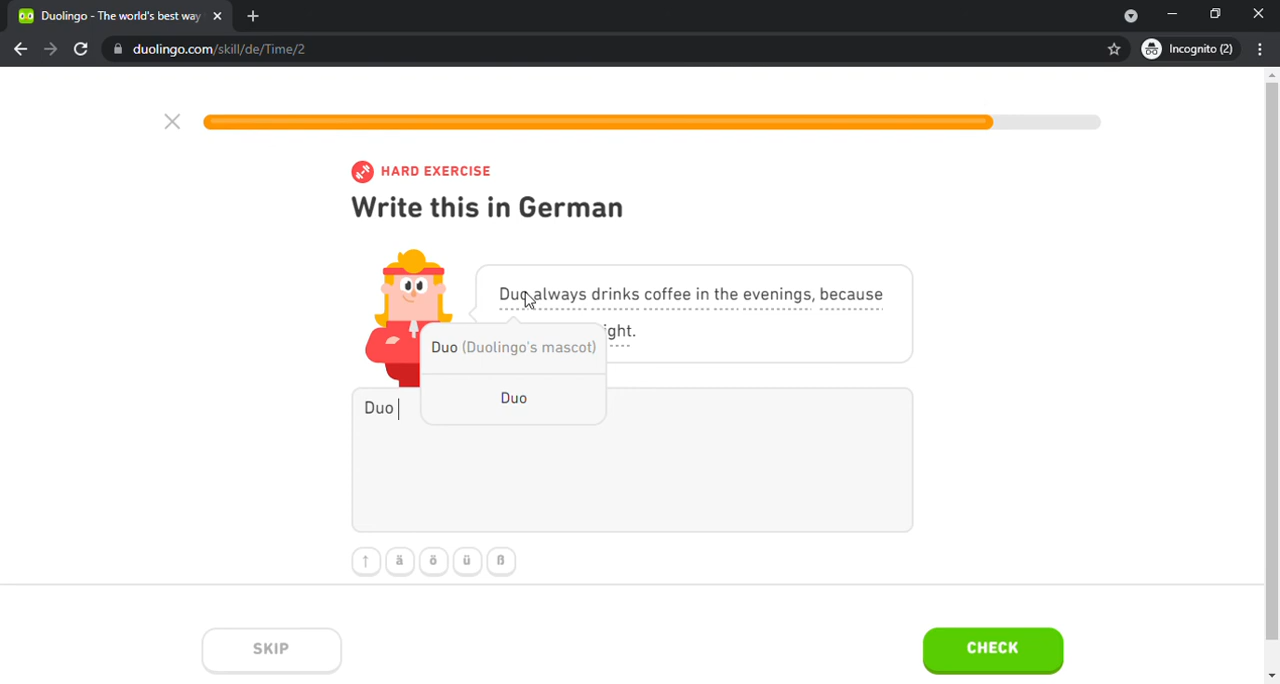 Duolingo - The world's best way
duolingo.com/skill/de/Time/2
Incognito (2)
HARD EXERCISE
Write this in German
Duo always drinks coffee in the evenings, because
ight.
Duo (Duolingo's mascot)
Duo
Duo
↑ ä ö ü ß
SKIP
CHECK